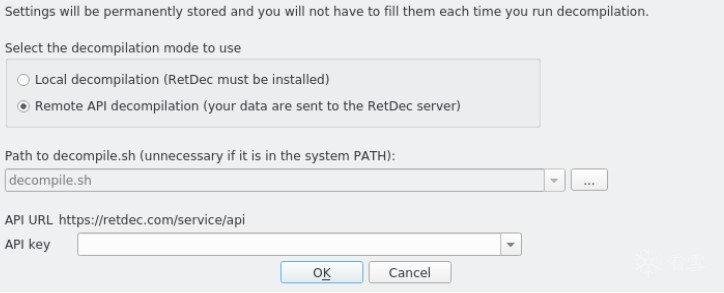 Settings will be permanently stored and you will not have to fill them each time you run decompilation.
Select the decompilation mode to use
Local decompilation (RetDec must be installed)
Remote API decompilation (your data are sent to the RetDec server)
Path to decompile.sh (unnecessary if it is in the system PATH):
decompile.sh
...
API URL https://retdec.com/service/api
API key
OK
Cancel